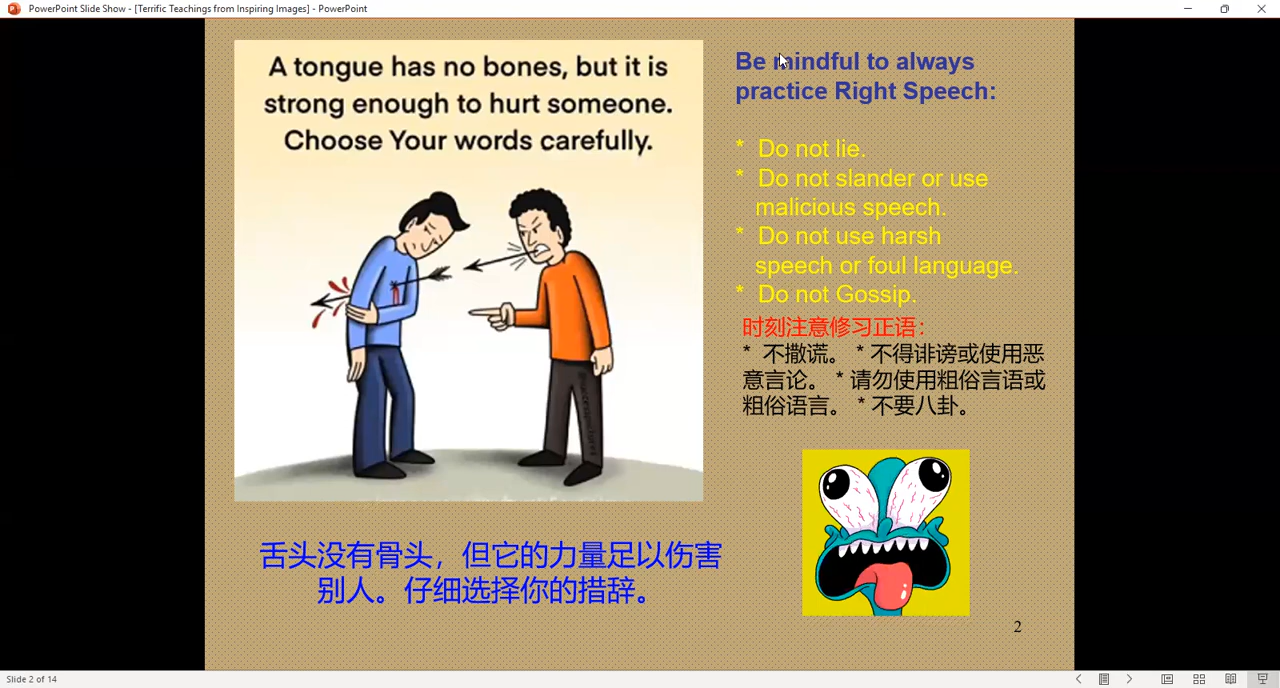 PowerPoint Slide Show - [Terrific Teachings from Inspiring Images] - PowerPoint
A tongue has no bones, but it is
strong enough to hurt someone.
Choose Your words carefully.
舌头没有骨头，但它的力量足以伤害
别人。仔细选择你的措辞。
Be mindful to always
practice Right Speech:
* Do not lie.
* Do not slander or use
malicious speech.
* Do not use harsh
speech or foul language.
* Do not Gossip.
时刻注意修习正语：
* 不撒谎。 * 不得诽谤或使用恶
意言论。 * 请勿使用粗俗言语或
粗俗语言。 * 不要八卦。
2
Slide 2 of 14